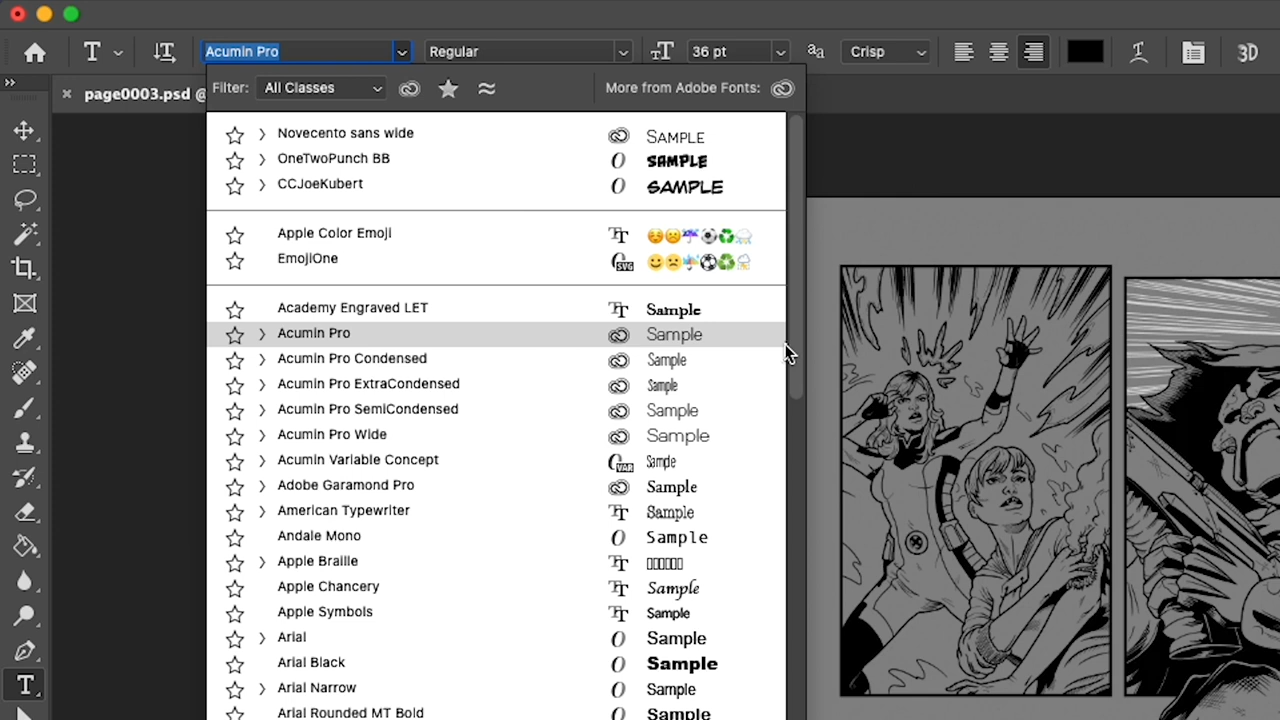 Acumin Pro Regular 36 pt Crisp 3D
page0003.psd @
Filter: All Classes More from Adobe Fonts:
Novecento sans wide SAMPLE
OneTwoPunch BB SAMPLE
CCJoeKubert SAMPLE
Apple Color Emoji
EmojiOne SVG
Academy Engraved LET Sample
Acumin Pro Sample
Acumin Pro Condensed Sample
Acumin Pro ExtraCondensed Sample
Acumin Pro SemiCondensed Sample
Acumin Pro Wide Sample
Acumin Variable Concept VAR Sample
Adobe Garamond Pro Sample
American Typewriter Sample
Andale Mono Sample
Apple Braille
Apple Chancery Sample
Apple Symbols Sample
Arial Sample
Arial Black Sample
Arial Narrow Sample
Arial Rounded MT Bold Sample